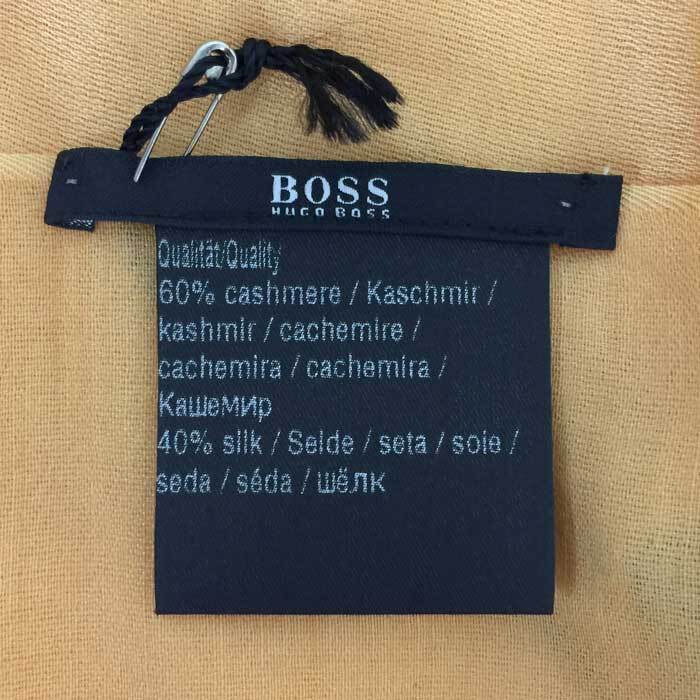 BOSS
HUGO BOSS
Qualität/Quality
60% cashmere / Kaschmir /
kashmir / cachemire /
cachemira / cachemira /
Кашемир
40% silk / Seide / seta / soie /
seda / séda / шёлк